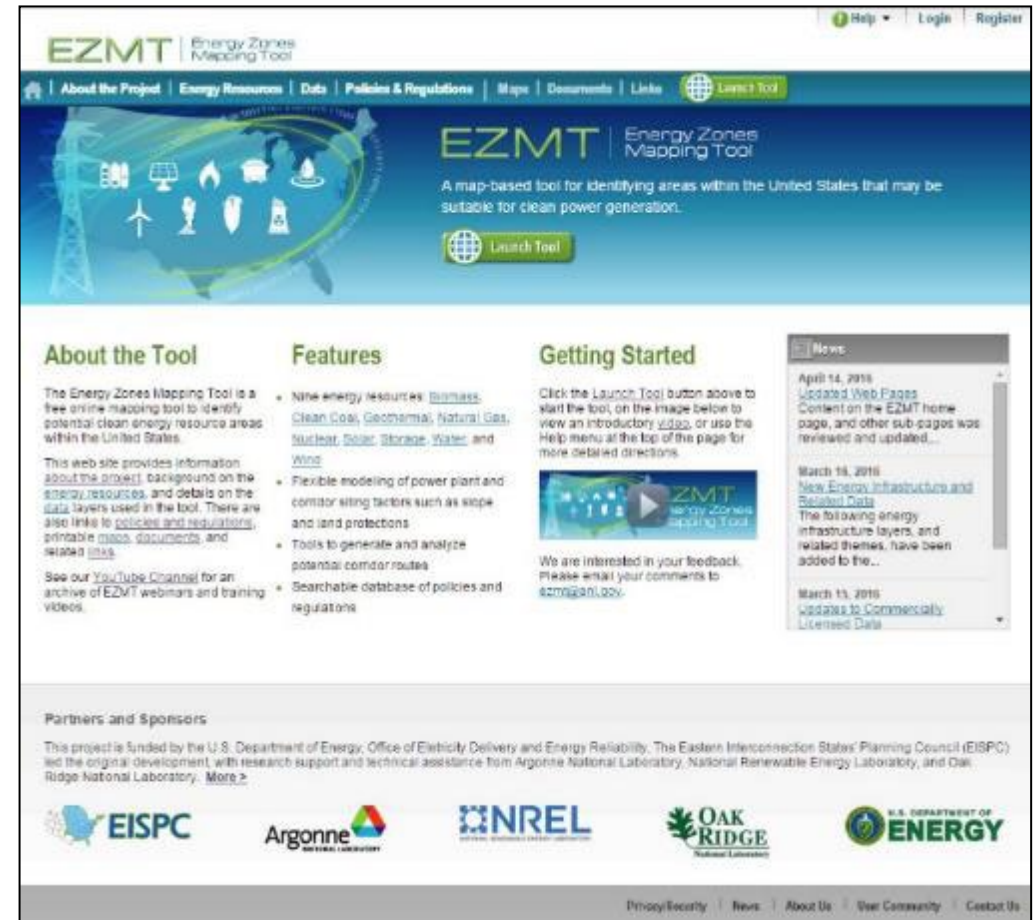 Help ▾ | Login | Register
EZMT | Energy Zones
Mapping Tool
About the Project | Energy Resources | Data | Policies & Regulations | Maps | Documents | Links Launch Tool
EZMT | Energy Zones
Mapping Tool
A map-based tool for identifying areas within the United States that may be
suitable for clean power generation.
Launch Tool
About the Tool
The Energy Zones Mapping Tool is a
free online mapping tool to identify
potential clean energy resource areas
within the United States.
This web site provides information
about the project, background on the
energy resources, and details on the
data layers used in the tool. There are
also links to policies and regulations,
printable maps, documents, and
related links.
See our YouTube Channel for an
archive of EZMT webinars and training
videos.
Features
• Nine energy resources: Biomass,
Clean Coal, Geothermal, Natural Gas,
Nuclear, Solar, Storage, Water, and
Wind
• Flexible modeling of power plant and
corridor siting factors such as slope
and land protections
• Tools to generate and analyze
potential corridor routes
• Searchable database of policies and
regulations
Getting Started
Click the Launch Tool button above to
start the tool, on the image below to
view an introductory video, or use the
Help menu at the top of the page for
more detailed directions.
EZMT
Energy Zones
Mapping Tool
We are interested in your feedback.
Please email your comments to
ezmt@anl.gov.
News
April 14, 2016
Updated Web Pages
Content on the EZMT home
page, and other sub-pages was
reviewed and updated...
March 16, 2016
New Energy Infrastructure and
Related Data
The following energy
infrastructure layers, and
related themes, have been
added to the...
March 15, 2016
Updates to Commercially
Licensed Data
Partners and Sponsors
This project is funded by the U.S. Department of Energy, Office of Eletricity Delivery and Energy Reliability. The Eastern Interconnection States' Planning Council (EISPC)
led the original development, with research support and technical assistance from Argonne National Laboratory, National Renewable Energy Laboratory, and Oak
Ridge National Laboratory. More >
EISPC
Argonne
NATIONAL LABORATORY
NREL
NATIONAL RENEWABLE ENERGY LABORATORY
OAK
RIDGE
National Laboratory
U.S. DEPARTMENT OF
ENERGY
Privacy/Security | News | About Us | User Community | Contact Us